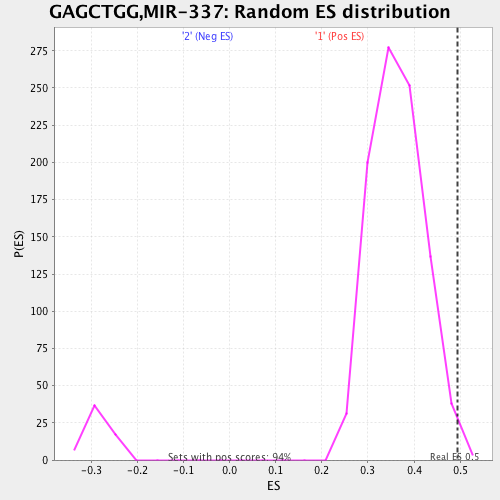 GAGCTGG,MIR-337: Random ES distribution
'2' (Neg ES)
'1' (Pos ES)
275
250
225
200
175
150
125
100
75
50
25
0
P(ES)
Sets with pos scores: 94%
Real ES 0.5
-0.3 -0.2 -0.1 0.0 0.1 0.2 0.3 0.4 0.5
ES